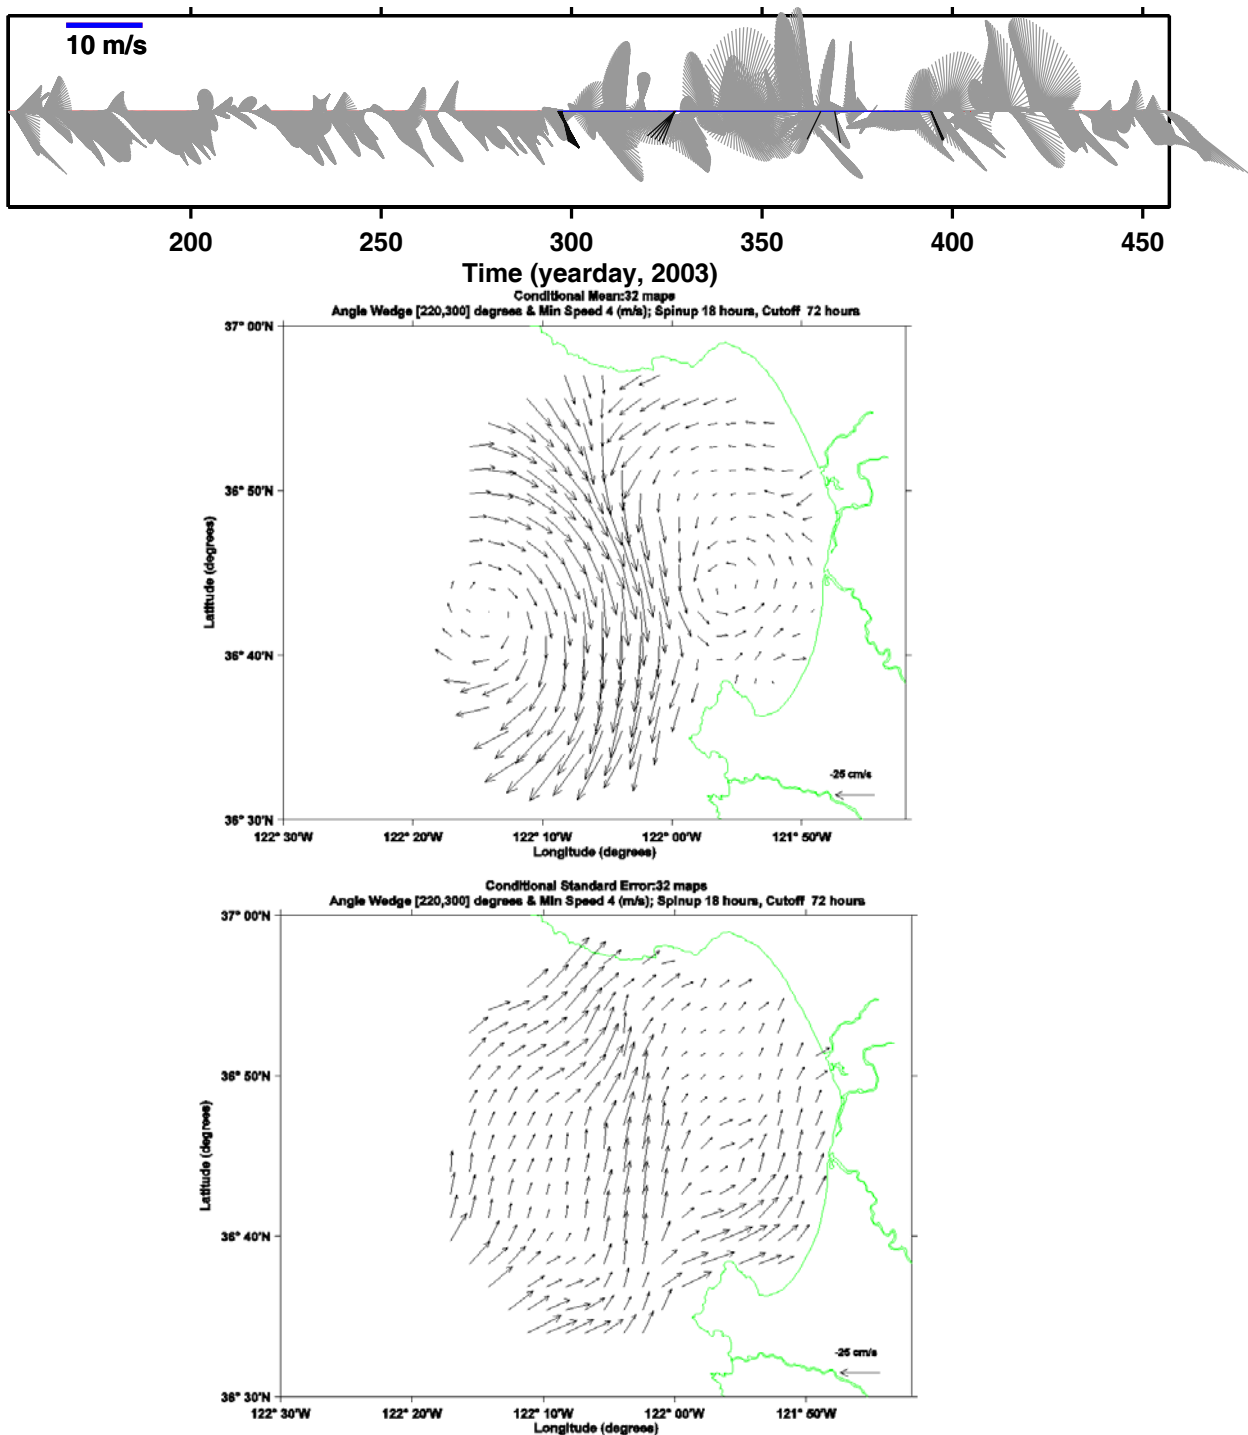 10 m/s
200 250 300 350 400 450
Time (yearday, 2003)
Conditional Mean:32 maps
Angle Wedge [220,300] degrees & Min Speed 4 (m/s); Spinup 18 hours, Cutoff 72 hours
37° 00'N
36° 50'N
Latitude (degrees)
36° 40'N
-25 cm/s
36° 30'N
122° 30'W 122° 20'W 122° 10'W 122° 00'W 121° 50'W
Longitude (degrees)
Conditional Standard Error:32 maps
Angle Wedge [220,300] degrees & Min Speed 4 (m/s); Spinup 18 hours, Cutoff 72 hours
37° 00'N
36° 50'N
Latitude (degrees)
36° 40'N
-25 cm/s
36° 30'N
122° 30'W 122° 20'W 122° 10'W 122° 00'W 121° 50'W
Longitude (degrees)